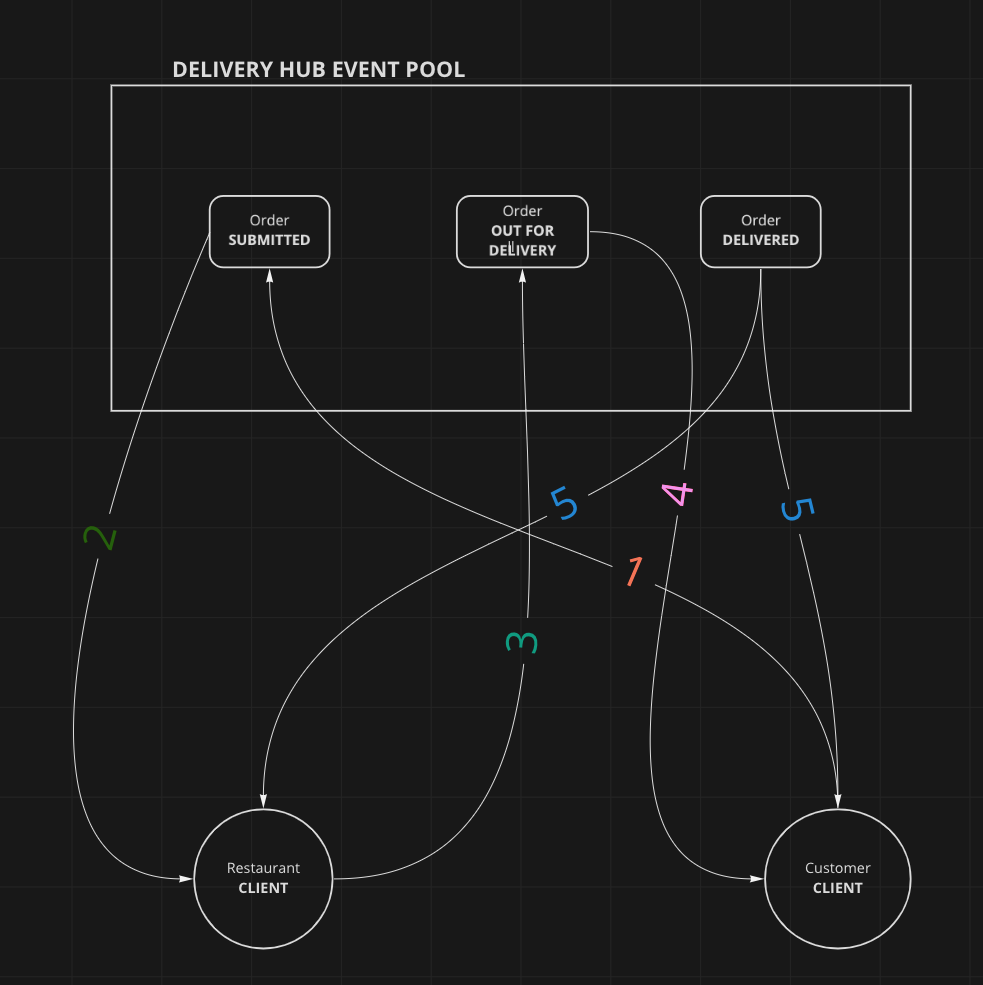 DELIVERY HUB EVENT POOL
Order
SUBMITTED
Order
OUT FOR
DELIVERY
Order
DELIVERED
2
5
4
5
1
3
Restaurant
CLIENT
Customer
CLIENT